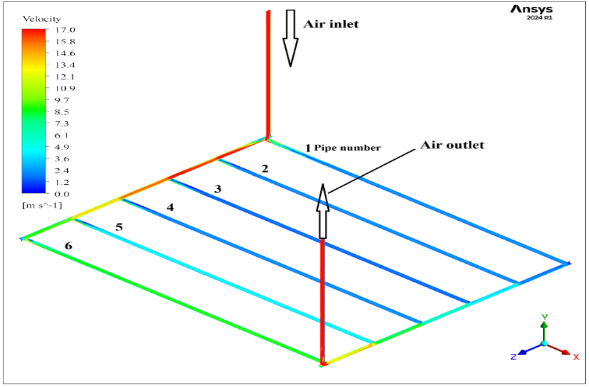 Velocity
17.0
15.8
14.6
13.4
12.1
10.9
9.7
8.5
7.3
6.1
4.9
3.6
2.4
1.2
0.0
[m s^-1]
Ansys
2024 R1
Air inlet
1 Pipe number
Air outlet
2
3
4
5
6
Y
Z
X